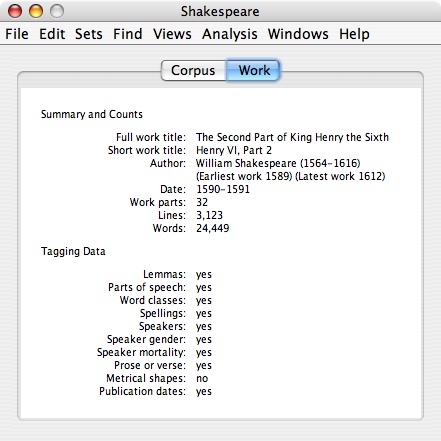 Shakespeare
File Edit Sets Find Views Analysis Windows Help
Corpus Work
Summary and Counts
Full work title: The Second Part of King Henry the Sixth
Short work title: Henry VI, Part 2
Author: William Shakespeare (1564-1616)
(Earliest work 1589) (Latest work 1612)
Date: 1590-1591
Work parts: 32
Lines: 3,123
Words: 24,449
Tagging Data
Lemmas: yes
Parts of speech: yes
Word classes: yes
Spellings: yes
Speakers: yes
Speaker gender: yes
Speaker mortality: yes
Prose or verse: yes
Metrical shapes: no
Publication dates: yes